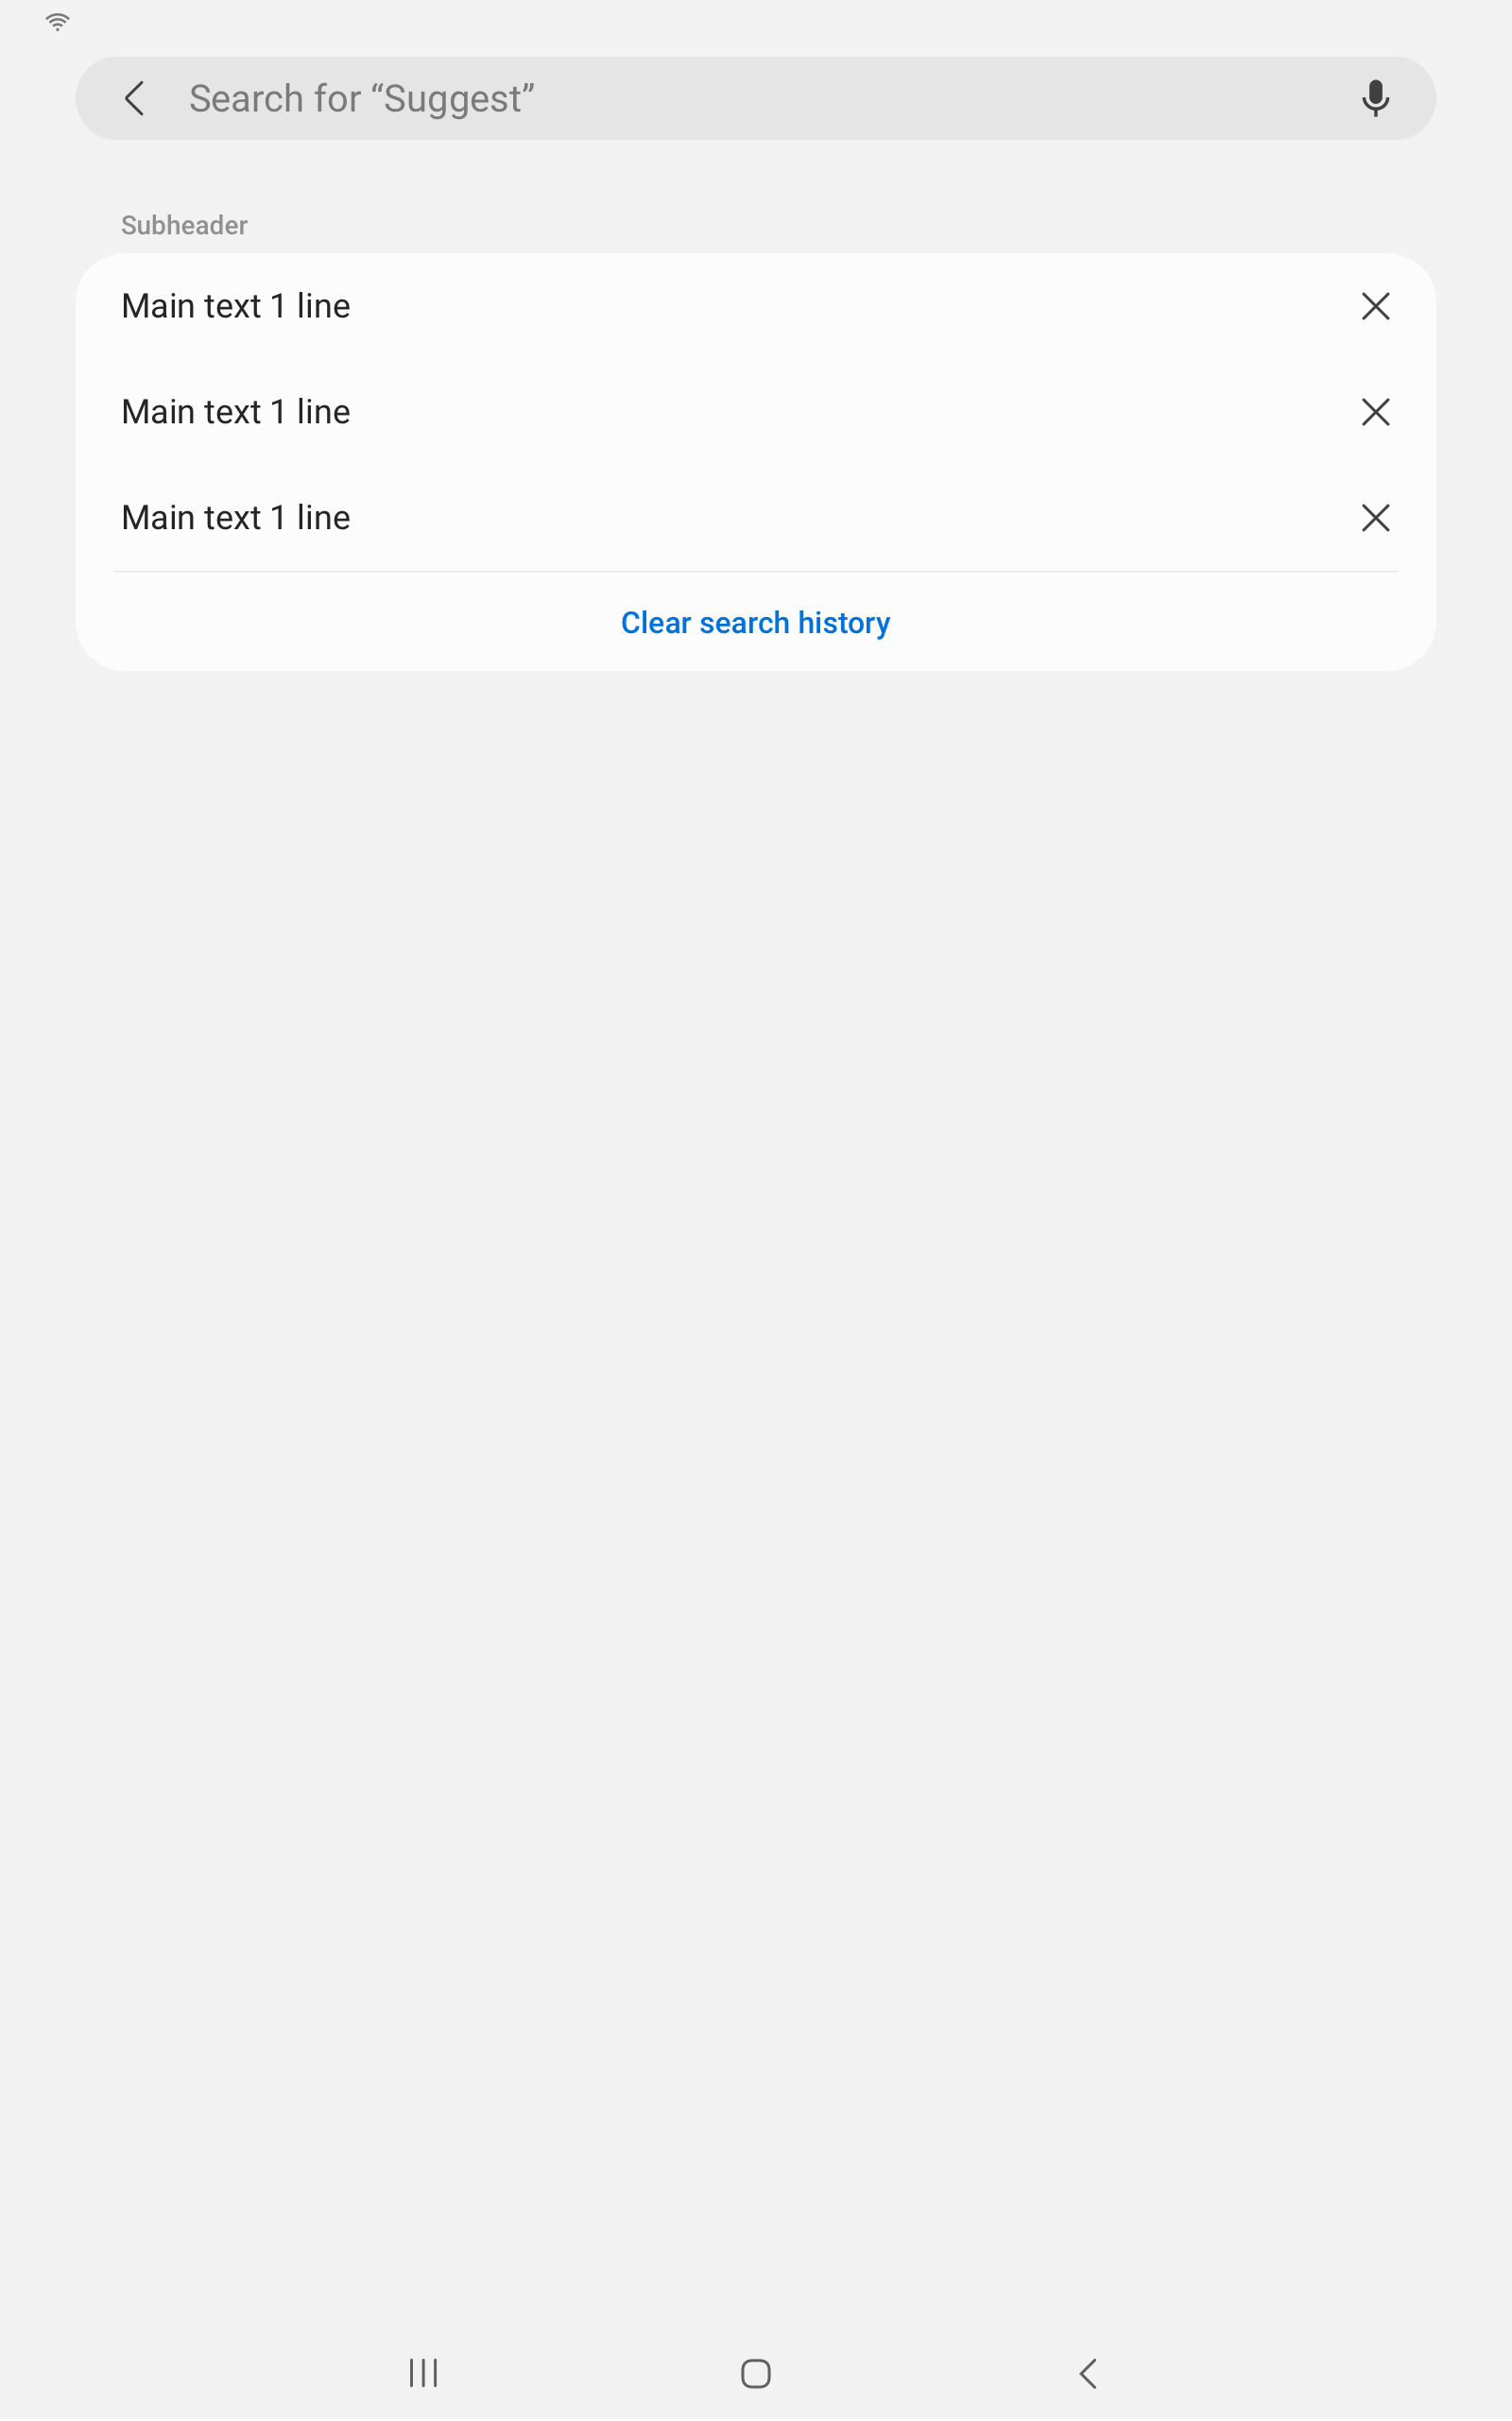 Search for “Suggest”
Subheader
Main text 1 line
Main text 1 line
Main text 1 line
Clear search history